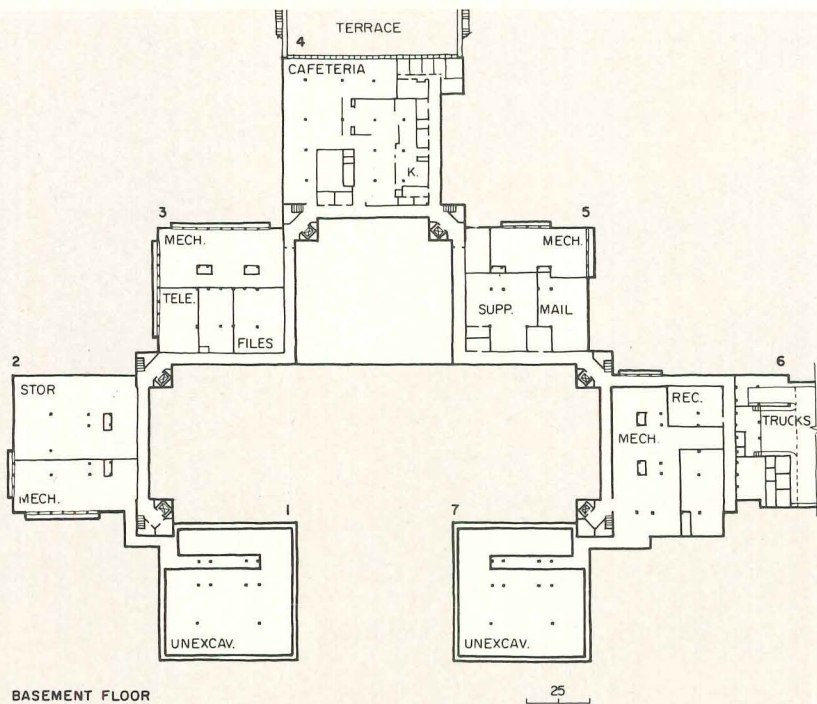 TERRACE
4
CAFETERIA
K.
3
5
MECH.
MECH.
TELE.
SUPP.
MAIL
FILES
2
6
STOR
REC.
TRUCKS
MECH.
MECH.
1
7
UNEXCAV.
UNEXCAV.
BASEMENT FLOOR
25